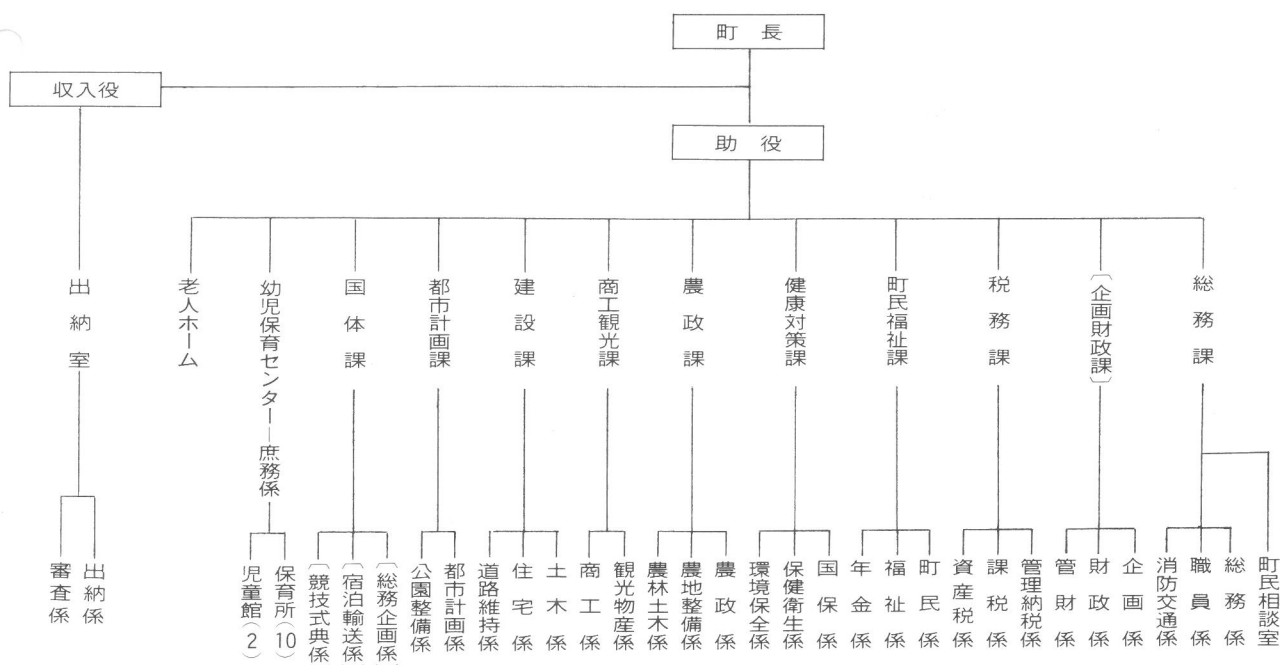 町長
収入役
助役
総務課
〔企画財政課〕
税務課
町民福祉課
健康対策課
農政課
商工観光課
建設課
都市計画課
国体課
幼児保育センター―庶務係
老人ホーム
出納室
町民相談室
総務係
職員係
消防交通係
企画係
財政係
管財係
管理納税係
課税係
資産税係
町民係
福祉係
年金係
国保係
保健衛生係
環境保全係
農政係
農地整備係
農林土木係
観光物産係
商工係
土木係
住宅係
道路維持係
都市計画係
公園整備係
〔総務企画係〕
〔宿泊輸送係〕
〔競技式典係〕
保育所(10)
児童館(2)
出納係
審査係